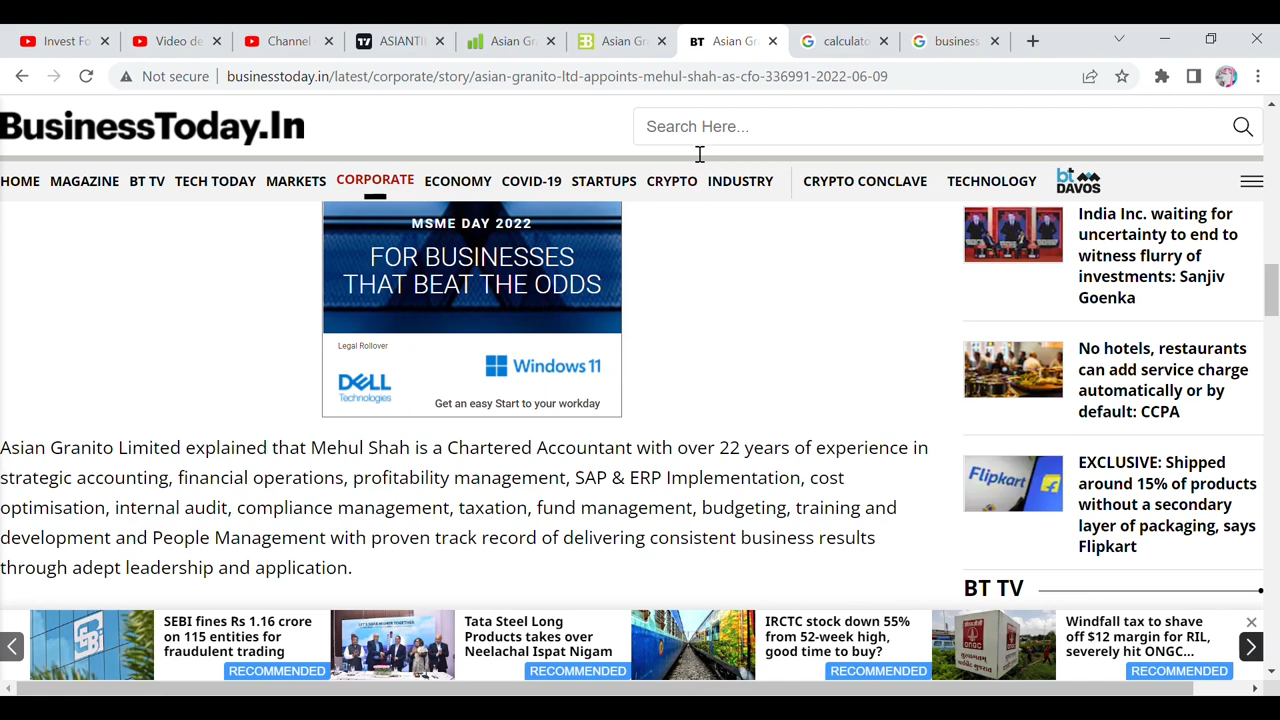 Invest Fo
Video de
Channel
ASIANTI
Asian Gr
Asian Gr
BT Asian Gr
calculato
business
Not secure
businesstoday.in/latest/corporate/story/asian-granito-ltd-appoints-mehul-shah-as-cfo-336991-2022-06-09
BusinessToday.In
Search Here...
HOME MAGAZINE BT TV TECH TODAY MARKETS CORPORATE ECONOMY COVID-19 STARTUPS CRYPTO INDUSTRY CRYPTO CONCLAVE TECHNOLOGY bt DAVOS
MSME DAY 2022
FOR BUSINESSES
THAT BEAT THE ODDS
Legal Rollover
DELL
Technologies
Windows 11
Get an easy Start to your workday
Asian Granito Limited explained that Mehul Shah is a Chartered Accountant with over 22 years of experience in
strategic accounting, financial operations, profitability management, SAP & ERP Implementation, cost
optimisation, internal audit, compliance management, taxation, fund management, budgeting, training and
development and People Management with proven track record of delivering consistent business results
through adept leadership and application.
India Inc. waiting for
uncertainty to end to
witness flurry of
investments: Sanjiv
Goenka
No hotels, restaurants
can add service charge
automatically or by
default: CCPA
Flipkart
EXCLUSIVE: Shipped
around 15% of products
without a secondary
layer of packaging, says
Flipkart
BT TV
SEBI fines Rs 1.16 crore
on 115 entities for
fraudulent trading
RECOMMENDED
Tata Steel Long
Products takes over
Neelachal Ispat Nigam
RECOMMENDED
IRCTC stock down 55%
from 52-week high,
good time to buy?
RECOMMENDED
ongc
Windfall tax to shave
off $12 margin for RIL,
severely hit ONGC...
RECOMMENDED